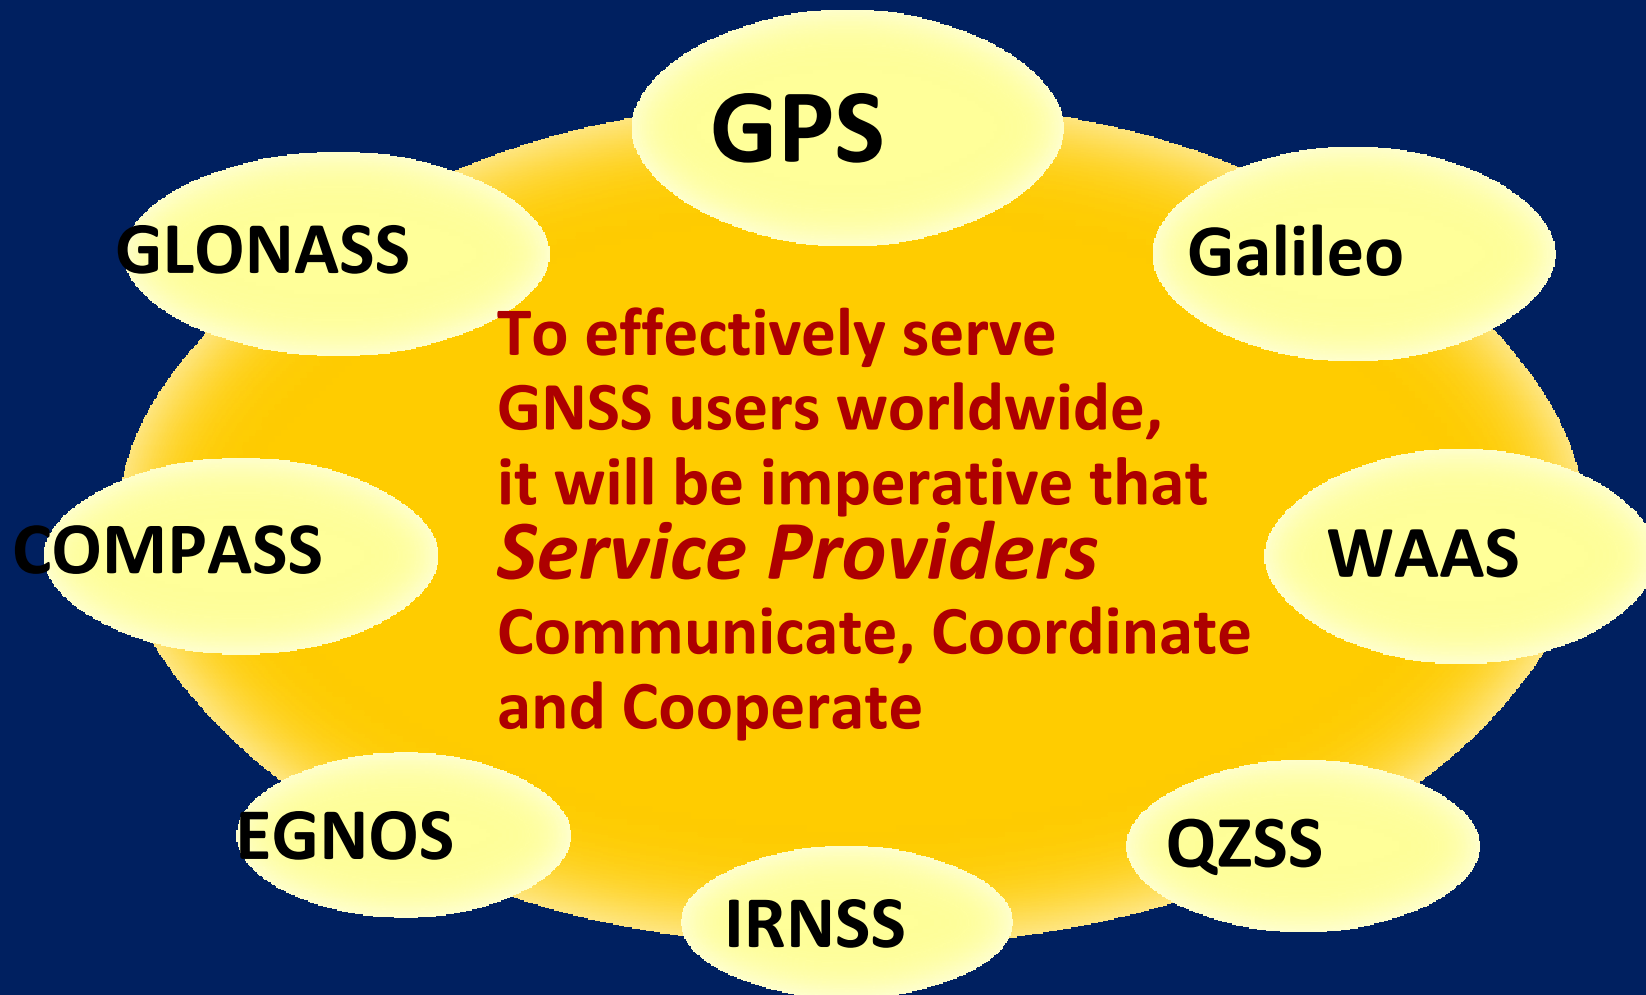 GPS
GLONASS
Galileo
To effectively serve
GNSS users worldwide,
it will be imperative that
Service Providers
Communicate, Coordinate
and Cooperate
COMPASS
WAAS
EGNOS
QZSS
IRNSS